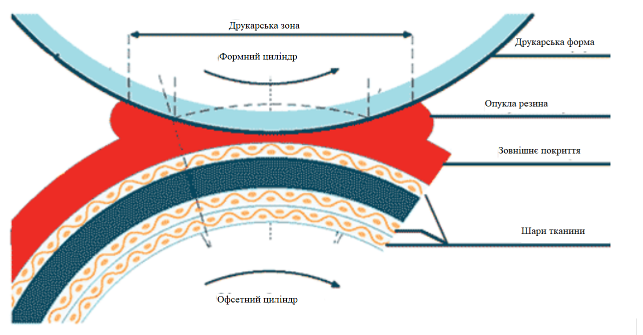 Друкарська зона
Формний циліндр
Друкарська форма
Опукла резина
Зовнішнє покриття
Шари тканини
Офсетний циліндр